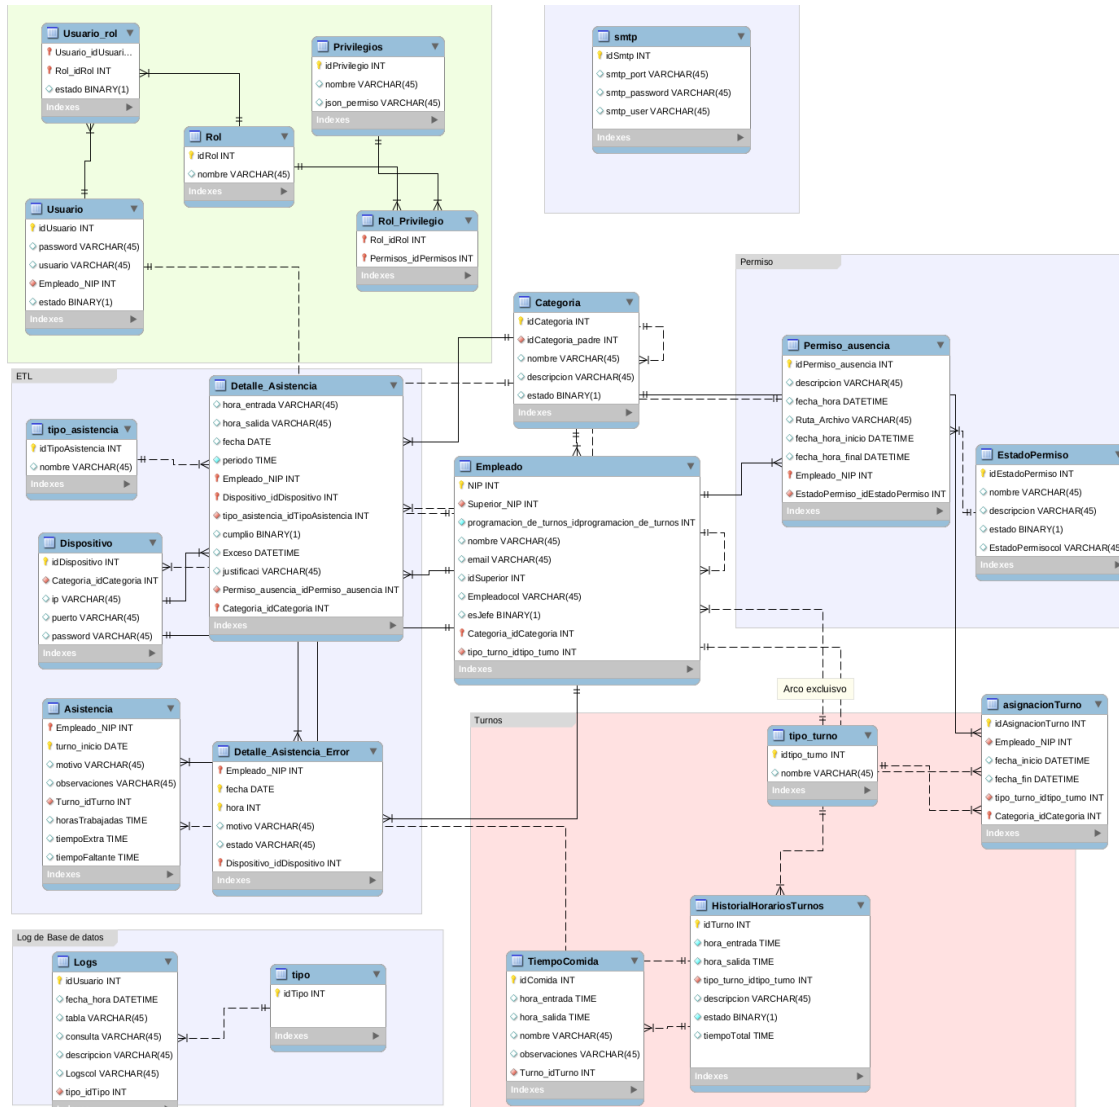 Usuario_rol
Usuario_idUsuari...
Rol_idRol INT
estado BINARY(1)
Indexes
Privilegios
idPrivilegio INT
nombre VARCHAR(45)
json_permiso VARCHAR(45)
Indexes
Rol
idRol INT
nombre VARCHAR(45)
Indexes
Usuario
idUsuario INT
password VARCHAR(45)
usuario VARCHAR(45)
Empleado_NIP INT
estado BINARY(1)
Indexes
Rol_Privilegio
Rol_idRol INT
Permisos_idPermisos INT
Indexes
smtp
idSmtp INT
smtp_port VARCHAR(45)
smtp_password VARCHAR(45)
smtp_user VARCHAR(45)
Indexes
Categoria
idCategoria INT
idCategoria_padre INT
nombre VARCHAR(45)
descripcion VARCHAR(45)
estado BINARY(1)
Indexes
Permiso
Permiso_ausencia
idPermiso_ausencia INT
descripcion VARCHAR(45)
fecha_hora DATETIME
Ruta_Archivo VARCHAR(45)
fecha_hora_inicio DATETIME
fecha_hora_final DATETIME
Empleado_NIP INT
EstadoPermiso_idEstadoPermiso INT
Indexes
EstadoPermiso
idEstadoPermiso INT
nombre VARCHAR(45)
descripcion VARCHAR(45)
estado BINARY(1)
EstadoPermisocol VARCHAR(45
Indexes
ETL
tipo_asistencia
idTipoAsistencia INT
nombre VARCHAR(45)
Indexes
Detalle_Asistencia
hora_entrada VARCHAR(45)
hora_salida VARCHAR(45)
fecha DATE
periodo TIME
Empleado_NIP INT
Dispositivo_idDispositivo INT
tipo_asistencia_idTipoAsistencia INT
cumplio BINARY(1)
Exceso DATETIME
justificaci VARCHAR(45)
Permiso_ausencia_idPermiso_ausencia INT
Categoria_idCategoria INT
Indexes
Dispositivo
idDispositivo INT
Categoria_idCategoria INT
ip VARCHAR(45)
puerto VARCHAR(45)
password VARCHAR(45)
Indexes
Empleado
NIP INT
Superior_NIP INT
programacion_de_turnos_idprogramacion_de_turnos INT
nombre VARCHAR(45)
email VARCHAR(45)
idSuperior INT
Empleadocol VARCHAR(45)
esJefe BINARY(1)
Categoria_idCategoria INT
tipo_turno_idtipo_turno INT
Indexes
Asistencia
Empleado_NIP INT
turno_inicio DATE
motivo VARCHAR(45)
observaciones VARCHAR(45)
Turno_idTurno INT
horasTrabajadas TIME
tiempoExtra TIME
tiempoFaltante TIME
Indexes
Detalle_Asistencia_Error
Empleado_NIP INT
fecha DATE
hora INT
motivo VARCHAR(45)
estado VARCHAR(45)
Dispositivo_idDispositivo INT
Indexes
Arco excluisvo
Turnos
tipo_turno
idtipo_turno INT
nombre VARCHAR(45)
Indexes
asignacionTurno
idAsignacionTurno INT
Empleado_NIP INT
fecha_inicio DATETIME
fecha_fin DATETIME
tipo_turno_idtipo_turno INT
Categoria_idCategoria INT
Indexes
HistorialHorariosTurnos
idTurno INT
hora_entrada TIME
hora_salida TIME
tipo_turno_idtipo_turno INT
descripcion VARCHAR(45)
estado BINARY(1)
tiempoTotal TIME
Indexes
TiempoComida
idComida INT
hora_entrada TIME
hora_salida TIME
nombre VARCHAR(45)
observaciones VARCHAR(45)
Turno_idTurno INT
Indexes
Log de Base de datos
Logs
idUsuario INT
fecha_hora DATETIME
tabla VARCHAR(45)
consulta VARCHAR(45)
descripcion VARCHAR(45)
Logscol VARCHAR(45)
tipo_idTipo INT
tipo
idTipo INT
Indexes